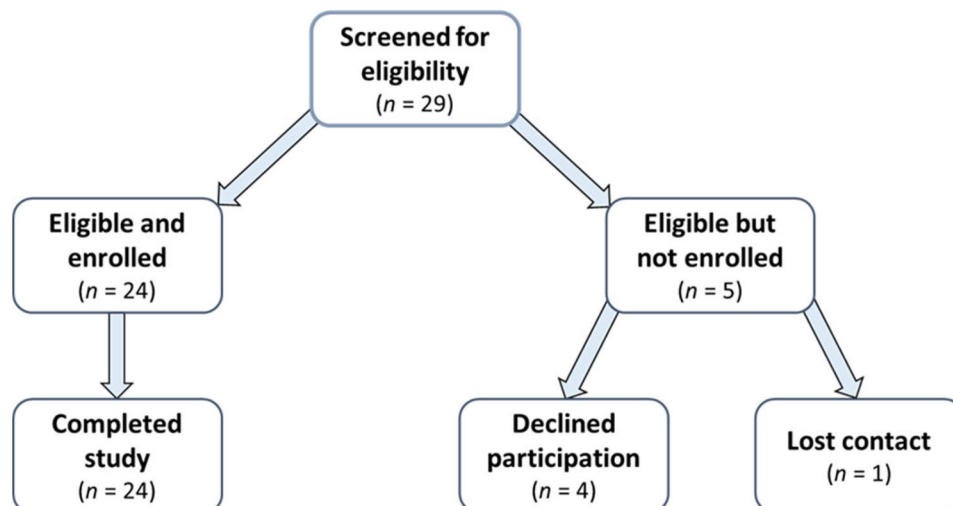 Screened for
eligibility
(n = 29)
Eligible and
enrolled
(n = 24)
Eligible but
not enrolled
(n = 5)
Completed
study
(n = 24)
Declined
participation
(n = 4)
Lost contact
(n = 1)